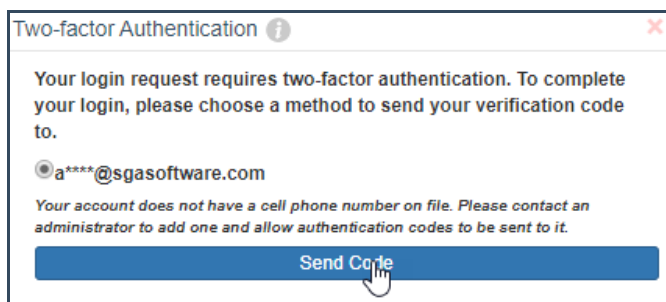 Two-factor Authentication
Your login request requires two-factor authentication. To complete
your login, please choose a method to send your verification code
to.
a****@sgasoftware.com
Your account does not have a cell phone number on file. Please contact an
administrator to add one and allow authentication codes to be sent to it.
Send Code